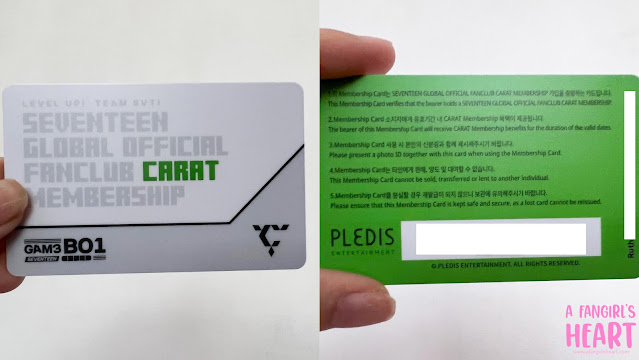 LEVEL UP! TEAM SVT!
SEVENTEEN
GLOBAL OFFICIAL
FANCLUB CARAT
MEMBERSHIP
GAM3 BO1
SEVENTEEN
Membership Card는 SEVENTEEN GLOBAL OFFICIAL FANCLUB CARAT MEMBERSHIP 가입을 증명하는 카드입니다.
This Membership Card verifies that the bearer holds a SEVENTEEN GLOBAL OFFICIAL FANCLUB CARAT MEMBERSHIP
2.Membership Card 소지자에게 유효기간 내 CARAT Membership 혜택이 제공됩니다.
The bearer of this Membership Card will receive CARAT Membership benefits for the duration of the valid dates.
3.Membership Card 사용 시 본인의 신분증과 함께 제시해주시기 바랍니다.
Please present a photo ID together with this card when using the Membership Card.
4.Membership Card는 타인에게 판매, 양도 및 대여할 수 없습니다.
This Membership Card cannot be sold, transferred or lent to another individual.
5.Membership Card를 분실할 경우 재발급이 되지 않으니 보관에 유의해주시기 바랍니다.
Please ensure that this Membership Card is kept safe and secure, as a lost card cannot be reissued.
PLEDIS
ENTERTAINMENT
© PLEDIS ENTERTAINMENT. ALL RIGHTS RESERVED.
Ruth
A FANGIRL'S
HEART